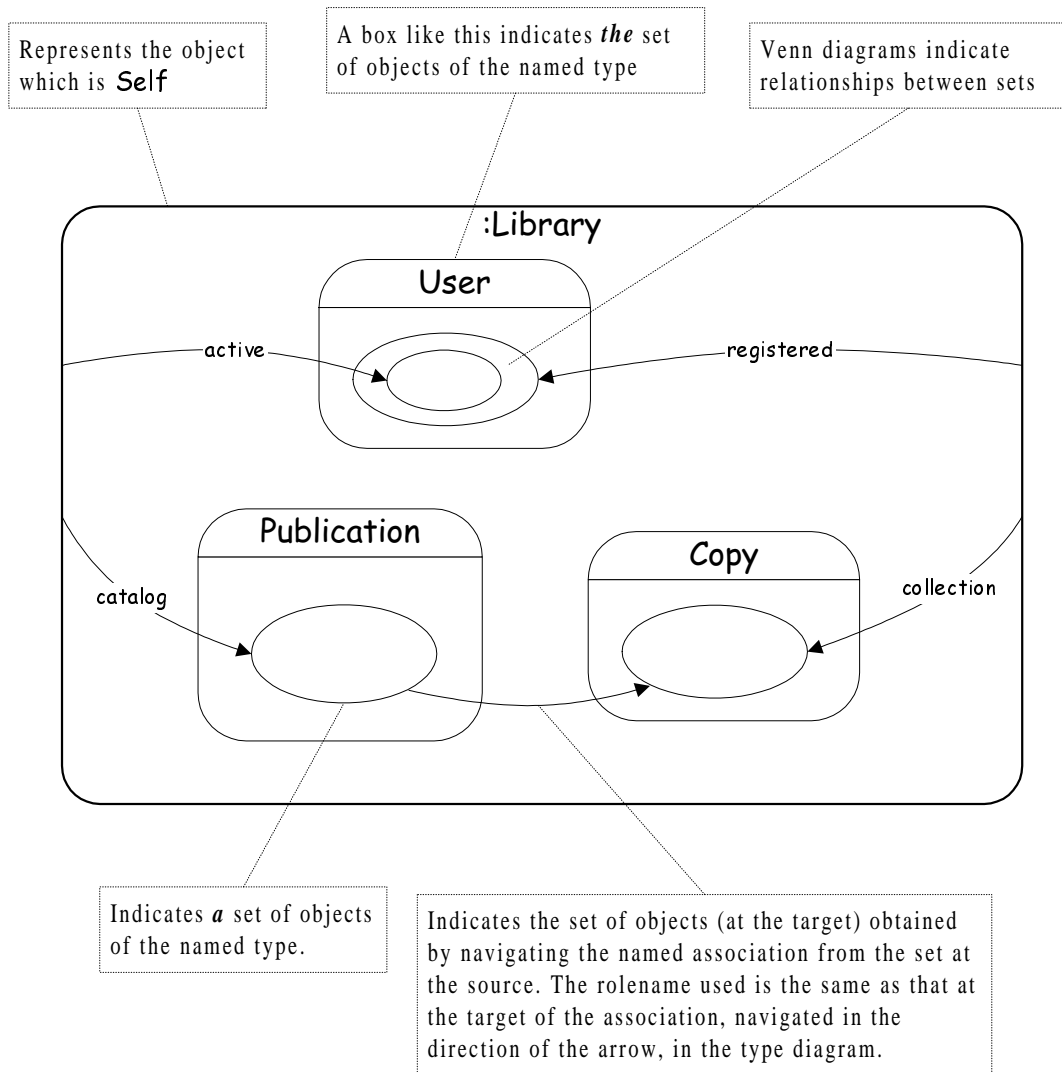 Represents the object
which is Self
A box like this indicates the set
of objects of the named type
Venn diagrams indicate
relationships between sets
:Library
User
active
registered
Publication
Copy
catalog
collection
Indicates a set of objects
of the named type.
Indicates the set of objects (at the target) obtained
by navigating the named association from the set at
the source. The rolename used is the same as that at
the target of the association, navigated in the
direction of the arrow, in the type diagram.